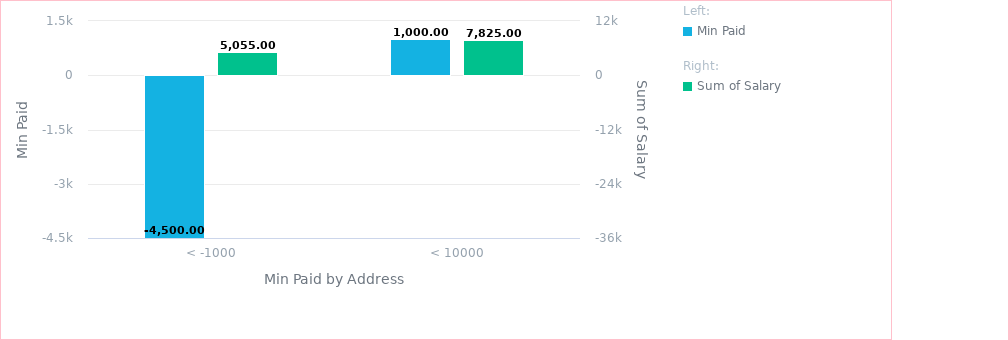 1.5k
0
-1.5k
-3k
-4.5k
Min Paid
-4,500.00
5,055.00
1,000.00
7,825.00
< -1000
< 10000
Min Paid by Address
12k
0
-12k
-24k
-36k
Sum of Salary
Left:
Min Paid
Right:
Sum of Salary